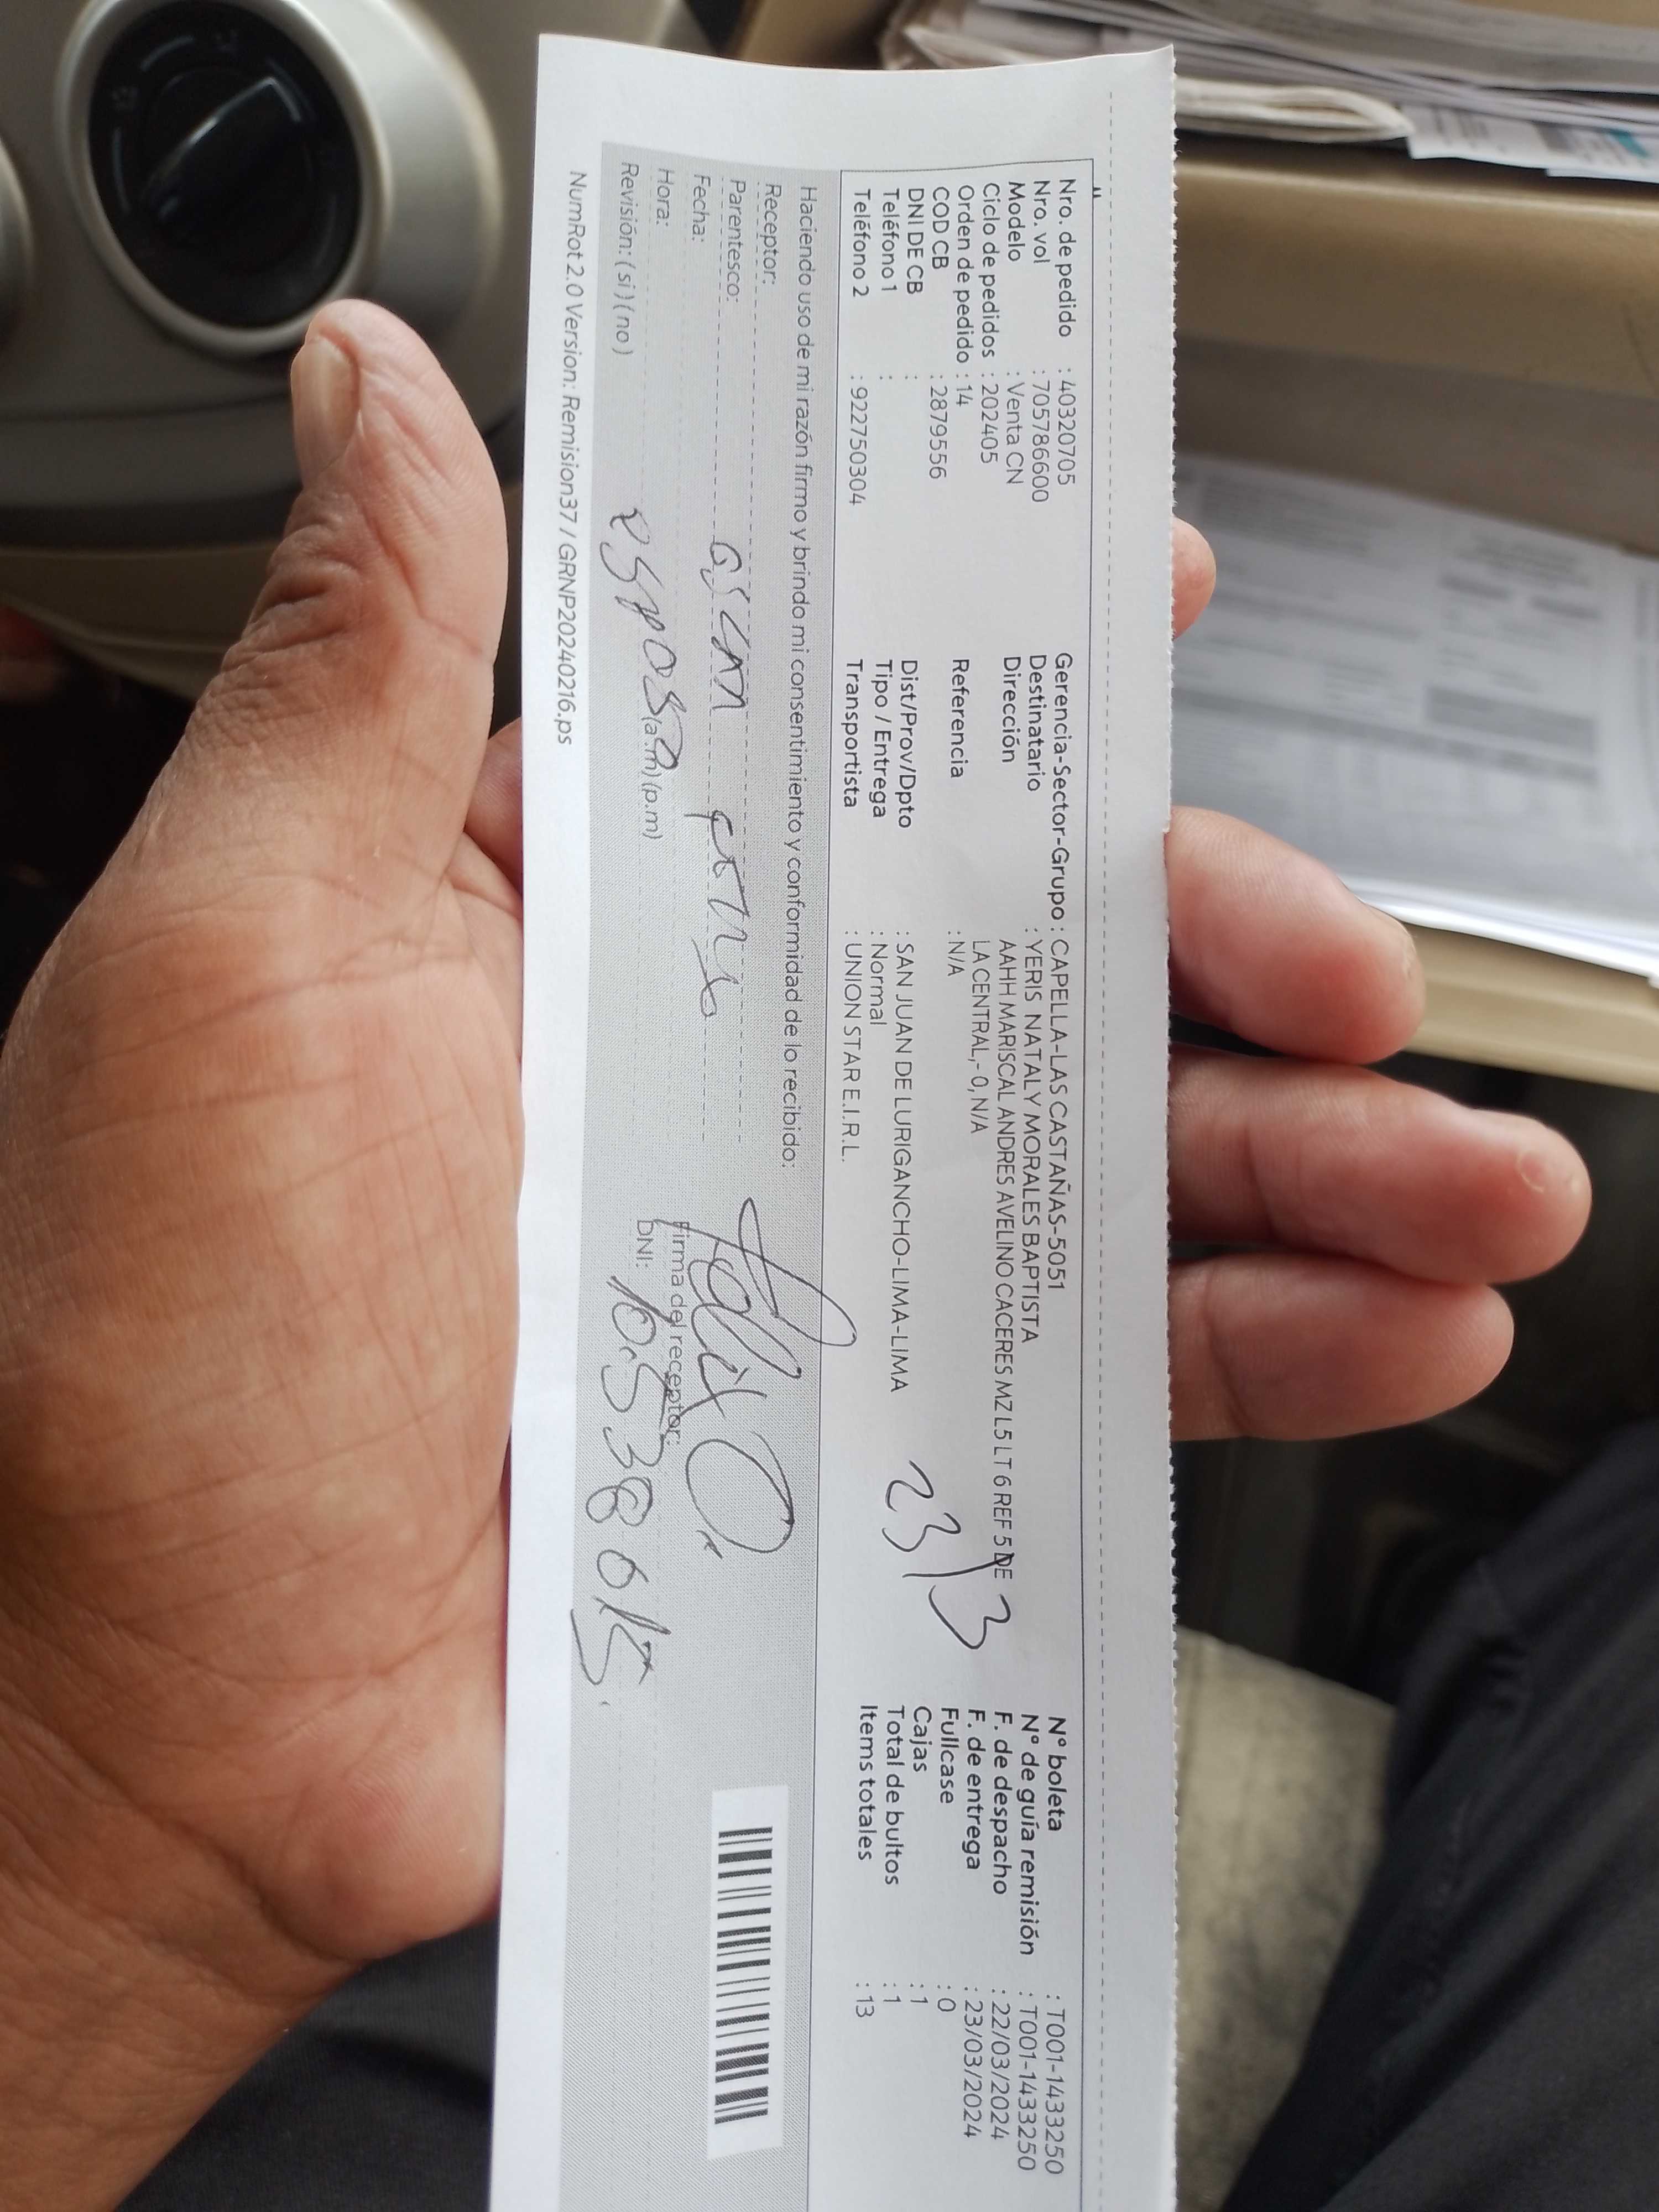 Nro. de pedido : 40320705
Nro. vol : 7057866​00
Modelo : Venta CN
Ciclo de pedidos : 202405
Orden de pedido : 14
COD CB : 2879556
DNI DE CB :
Teléfono 1 :
Teléfono 2 : 922750304
Gerencia-Sector-Grupo : CAPELLA-LAS CASTAÑAS-5051
Destinatario : YERIS NATALY MORALES BAPTISTA
Dirección AAHH MARISCAL ANDRES AVELINO CACERES MZ L5 LT 6 REF 5 DE
LA CENTRAL,- 0, N/A
Referencia : N/A
Dist/Prov/Dpto : SAN JUAN DE LURIGANCHO-LIMA-LIMA
Tipo / Entrega : Normal
Transportista : UNION STAR E.I.R.L.
23/3
Nº boleta : T001-1433250
Nº de guía remisión : T001-1433250
F. de despacho : 22/03/2024
F. de entrega : 23/03/2024
Fullcase : 0
Cajas : 1
Total de bultos : 1
Items totales : 13
Haciendo uso de mi razón firmo y brindo mi consentimiento y conformidad de lo recibido:
Receptor:
Parentesco:
Fecha:
Hora: (a.m) (p.m)
Revisión: ( si ) ( no )
esposo
Firma del receptor:
DNI:
NumRot 2.0 Version: Remision37 / GRNP20240216.ps